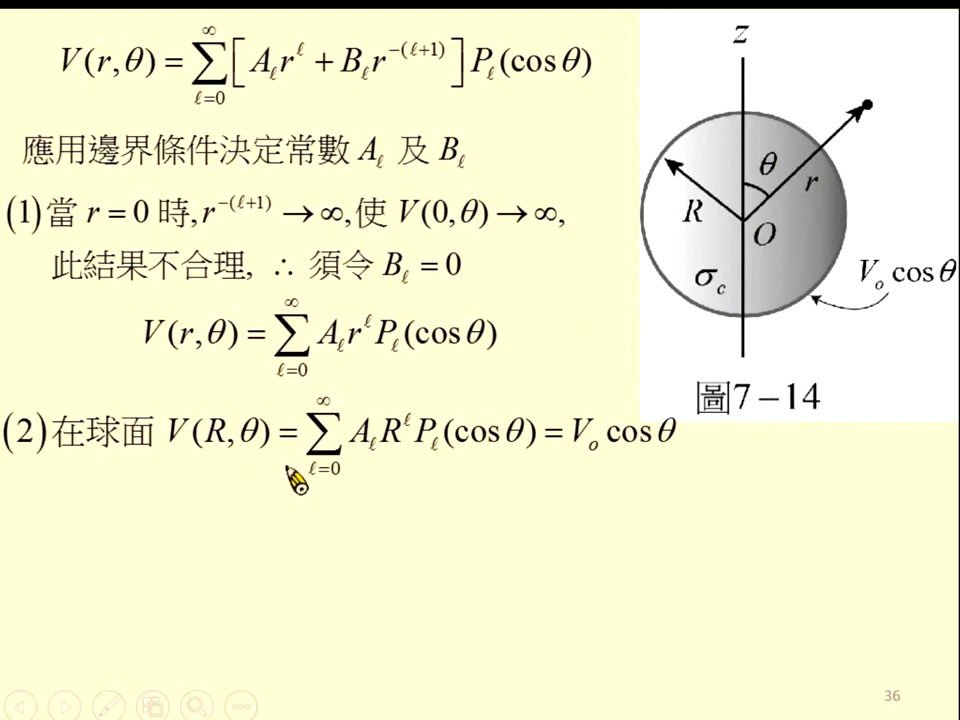 V(r,θ) = ∑_{ℓ=0}^{∞} [A_ℓ r^ℓ + B_ℓ r^{-(ℓ+1)}] P_ℓ(cosθ)
應用邊界條件決定常數 A_ℓ 及 B_ℓ
(1) 當 r = 0 時, r^{-(ℓ+1)} → ∞, 使 V(0,θ) → ∞,
此結果不合理, ∴ 須令 B_ℓ = 0
V(r,θ) = ∑_{ℓ=0}^{∞} A_ℓ r^ℓ P_ℓ(cosθ)
(2) 在球面 V(R,θ) = ∑_{ℓ=0}^{∞} A_ℓ R^ℓ P_ℓ(cosθ) = V_o cosθ
z
θ
r
R
O
σ_c
V_o cosθ
圖7−14
36